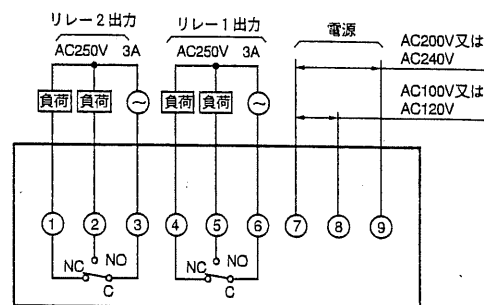 リレー2出力 リレー1出力 電源
AC250V 3A AC250V 3A AC200V又は
AC240V
負荷 負荷 ～ 負荷 負荷 ～ AC100V又は
AC120V
① ② ③ ④ ⑤ ⑥ ⑦ ⑧ ⑨
NC NO NC NO
C C